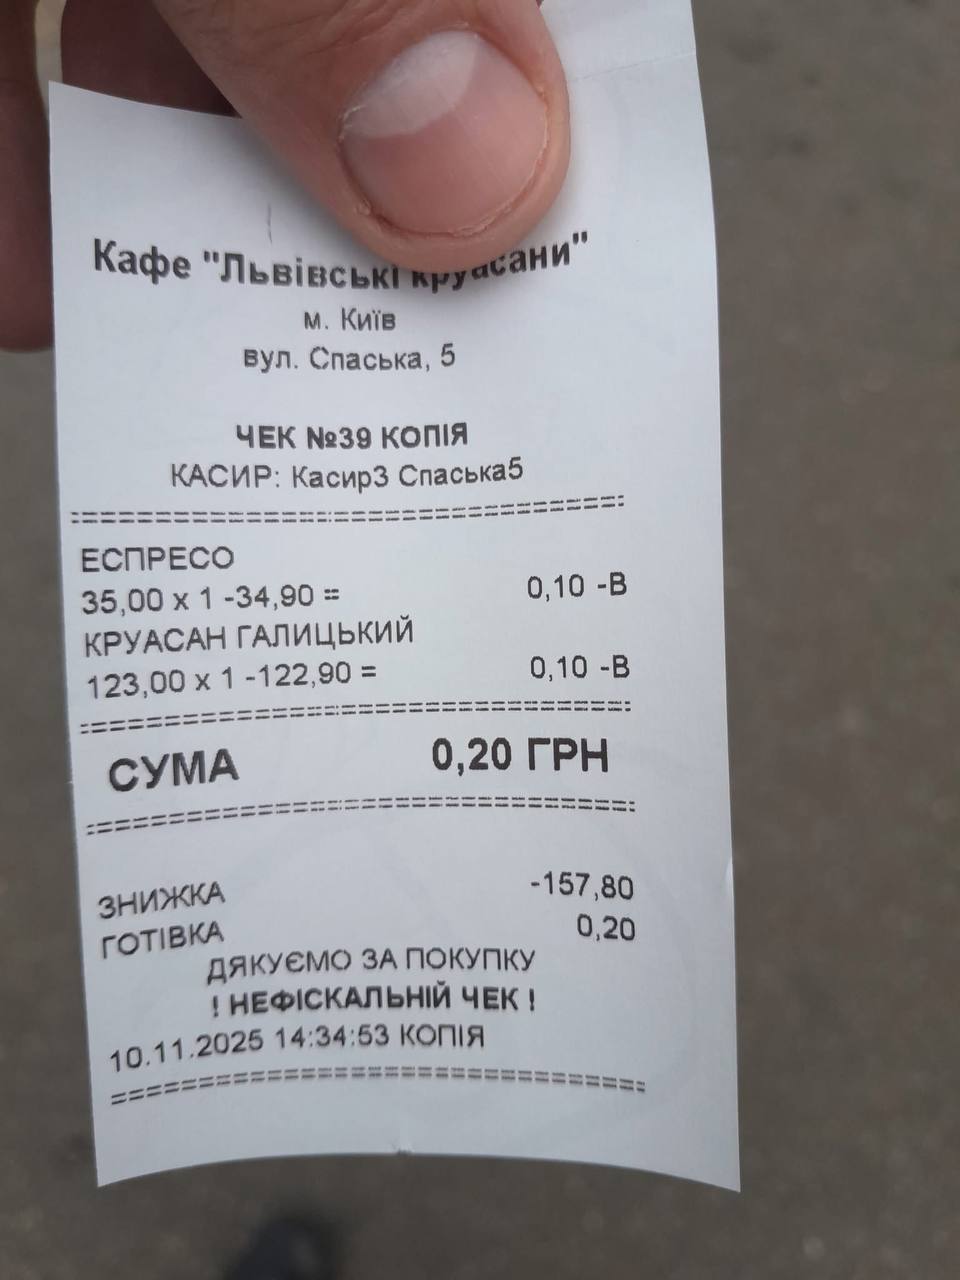 Кафе "Львівські круасани"
м. Київ
вул. Спаська, 5
ЧЕК №39 КОПІЯ
КАСИР: Касир3 Спаська5
ЕСПРЕСО
35,00 x 1 -34,90 = 0,10 -В
КРУАСАН ГАЛИЦЬКИЙ
123,00 x 1 -122,90 = 0,10 -В
СУМА 0,20 ГРН
ЗНИЖКА -157,80
ГОТІВКА 0,20
ДЯКУЄМО ЗА ПОКУПКУ
! НЕФІСКАЛЬНІЙ ЧЕК !
10.11.2025 14:34:53 КОПІЯ